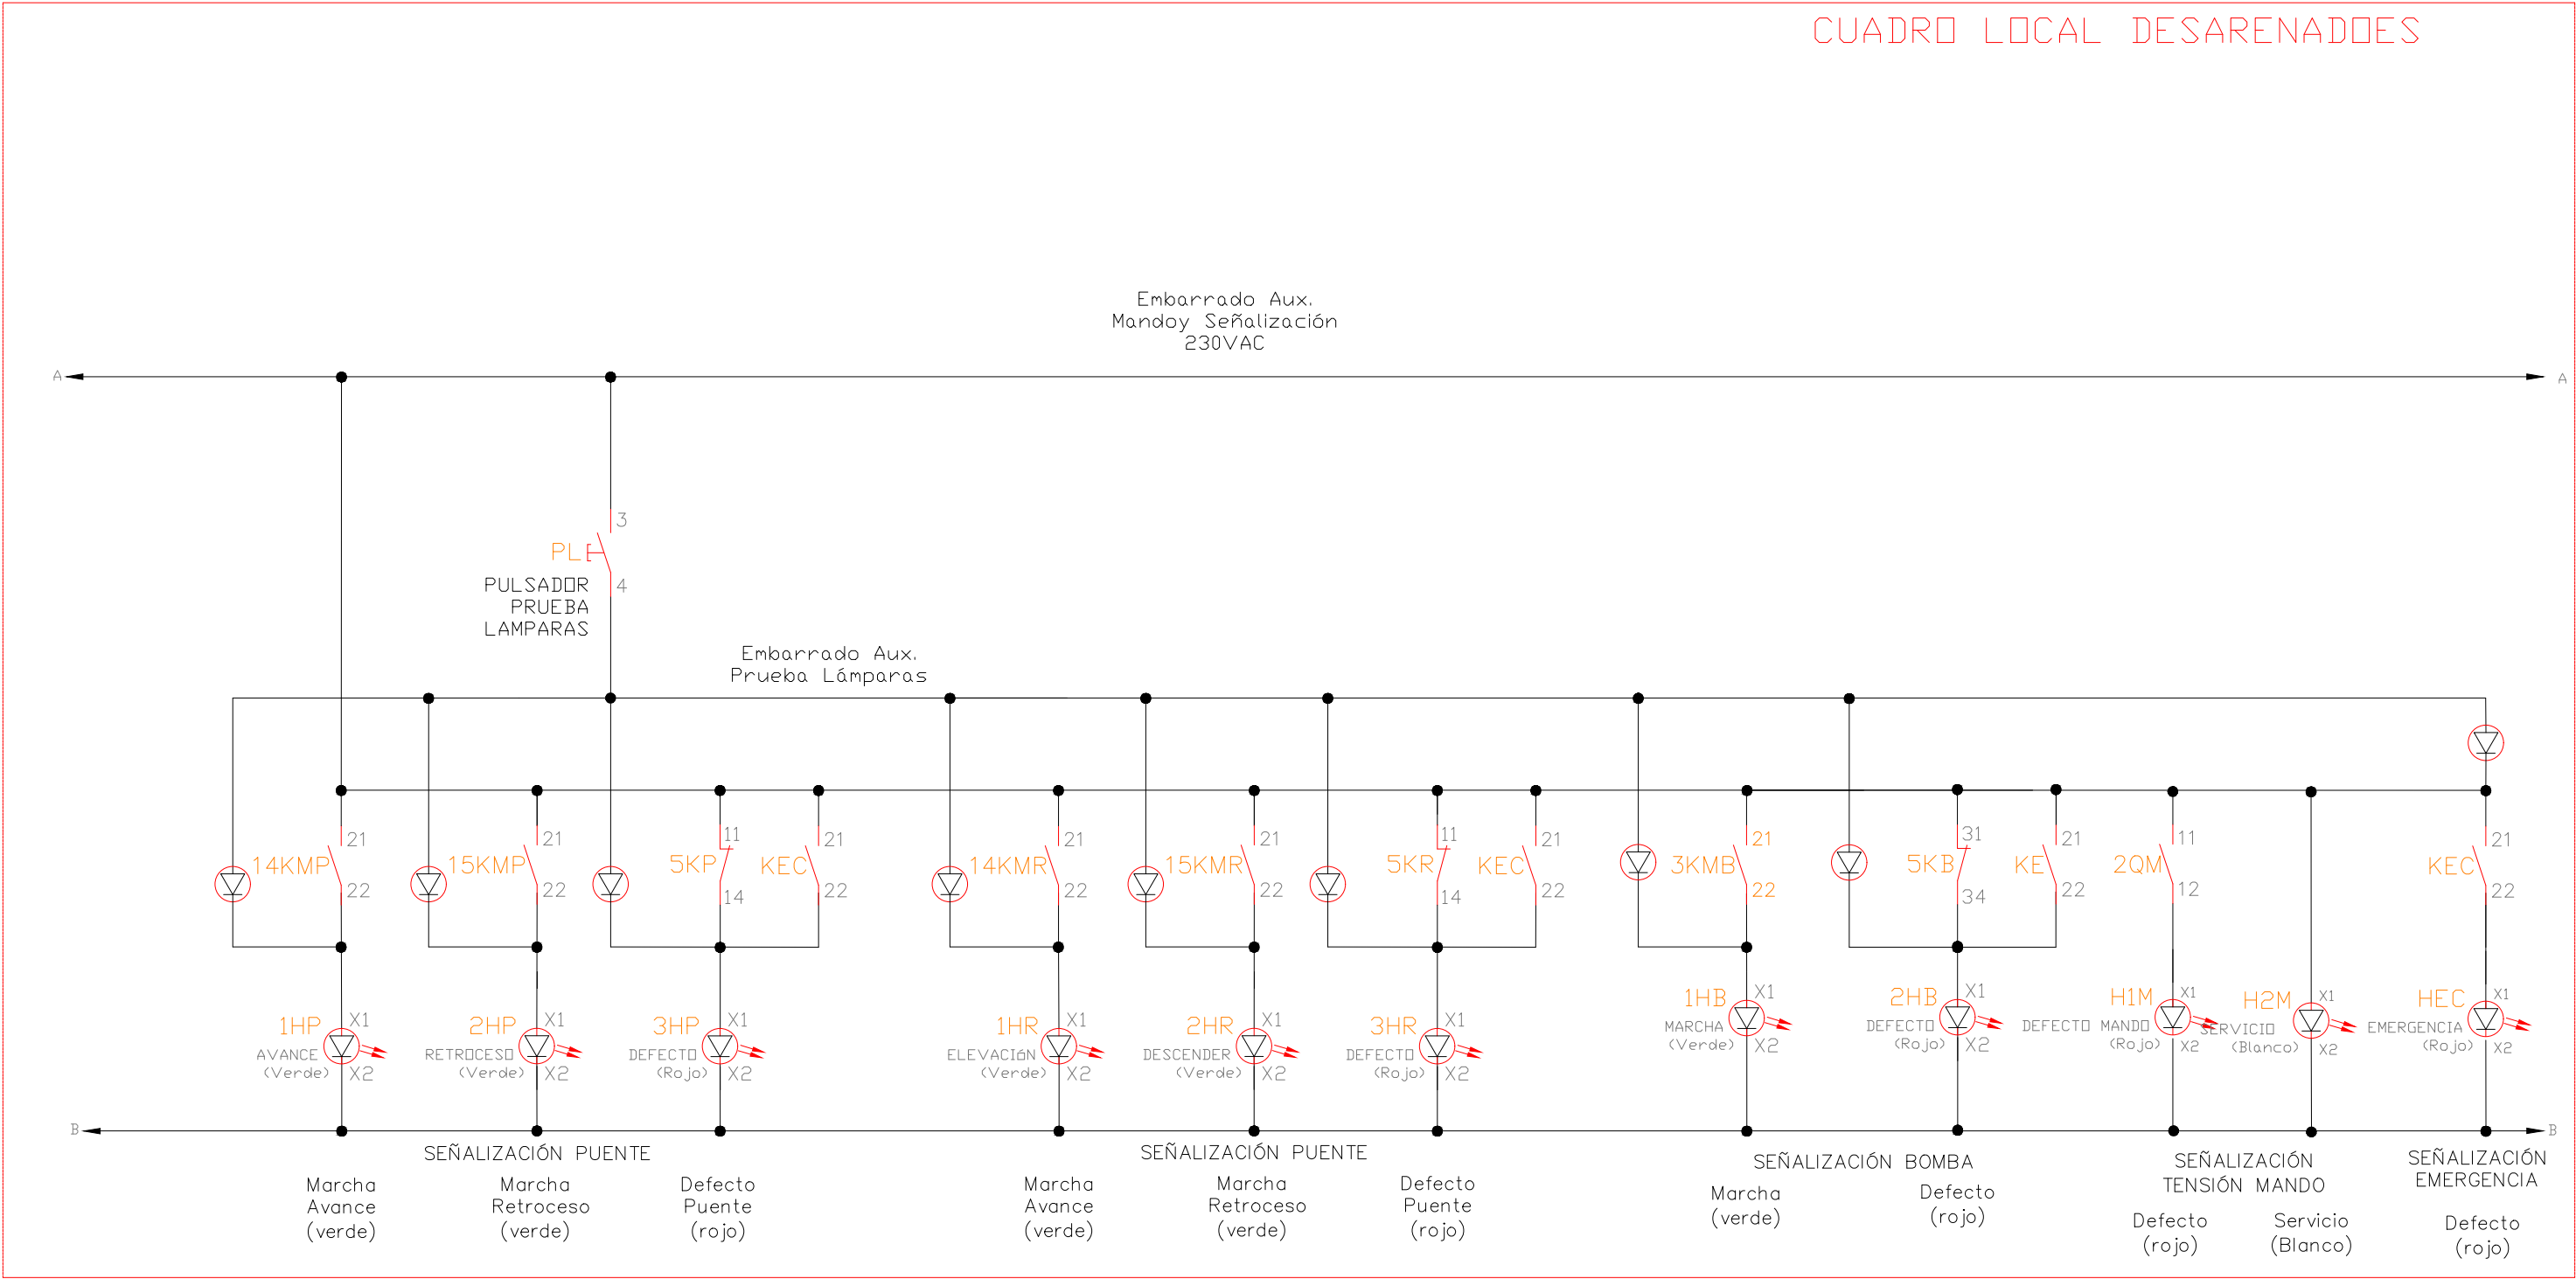 CUADRO LOCAL DESARENADOES
Embarrado Aux.
Mandoy Señalización
230VAC
A
A
3
PL
4
PULSADOR
PRUEBA
LAMPARAS
Embarrado Aux.
Prueba Lámparas
14KMP
21
22
15KMP
21
22
5KP
11
14
KEC
21
22
14KMR
21
22
15KMR
21
22
5KR
11
14
KEC
21
22
3KMB
21
22
5KB
31
34
KE
21
22
2QM
11
12
KEC
21
22
1HP
X1
AVANCE
(Verde)
X2
2HP
X1
RETROCESO
(Verde)
X2
3HP
X1
DEFECTO
(Rojo)
X2
1HR
X1
ELEVACIóN
(Verde)
X2
2HR
X1
DESCENDER
(Verde)
X2
3HR
X1
DEFECTO
(Rojo)
X2
1HB
X1
MARCHA
(Verde)
X2
2HB
X1
DEFECTO
(Rojo)
X2
H1M
X1
DEFECTO MANDO
(Rojo)
X2
H2M
X1
SERVICIO
(Blanco)
X2
HEC
X1
EMERGENCIA
(Rojo)
X2
B
B
SEÑALIZACIÓN PUENTE
Marcha
Avance
(verde)
Marcha
Retroceso
(verde)
Defecto
Puente
(rojo)
SEÑALIZACIÓN PUENTE
Marcha
Avance
(verde)
Marcha
Retroceso
(verde)
Defecto
Puente
(rojo)
SEÑALIZACIÓN BOMBA
Marcha
(verde)
Defecto
(rojo)
SEÑALIZACIÓN
TENSIÓN MANDO
Defecto
(rojo)
Servicio
(Blanco)
SEÑALIZACIÓN
EMERGENCIA
Defecto
(rojo)